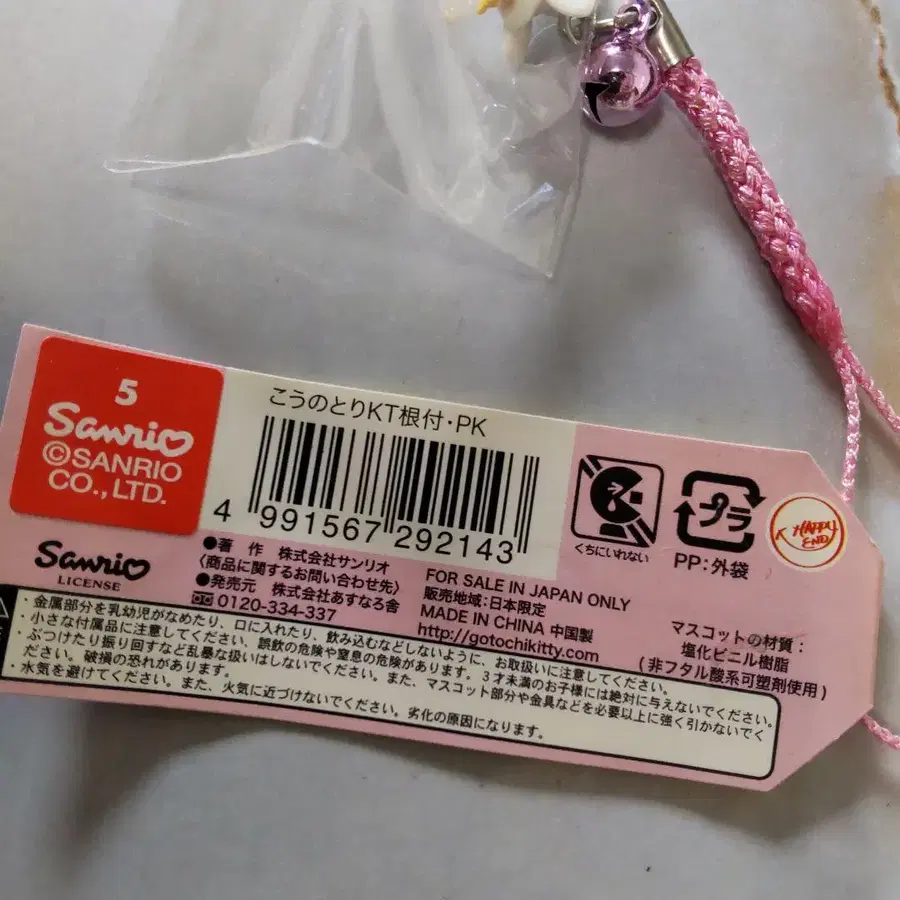 5
Sanrio
©SANRIO
CO., LTD.
こうのとりKT根付・PK
4 991567 292143
くちにいれない
プラ
PP:外袋
HAPPY
END
Sanrio
LICENSE
●著　作　株式会社サンリオ
〈商品に関するお問い合わせ先〉
●発売元　株式会社あすなろ舎
0120-334-337
FOR SALE IN JAPAN ONLY
販売地域:日本限定
MADE IN CHINA 中国製
http://gotochikitty.com
マスコットの材質:
塩化ビニル樹脂
(非フタル酸系可塑剤使用)
・金属部分を乳幼児がなめたり、口に入れたり、飲み込むなどしないように、お取扱いに注意してください。
・小さな付属品に注意してください、誤飲の危険や窒息の危険があります。3才未満のお子様には絶対に与えないでください。
・ぶつけたり振り回すなど乱暴な扱いはしないでください。また、マスコット部分や金具などを必要以上に強く引かないでく
ださい。破損の恐れがあります。
・水気を避けてください。また、火気に近づけないでください。劣化の原因になります。